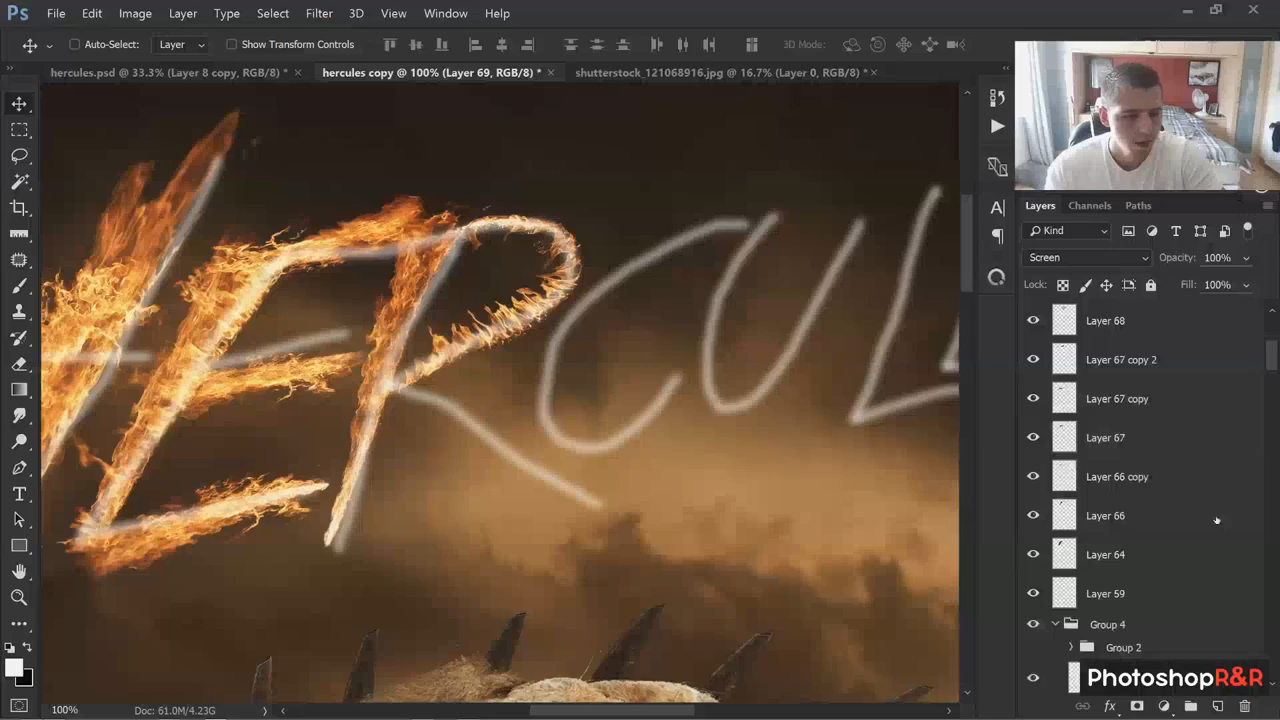 Ps File Edit Image Layer Type Select Filter 3D View Window Help
Auto-Select: Layer Show Transform Controls 3D Mode:
hercules.psd @ 33.3% (Layer 8 copy, RGB/8) * × hercules copy @ 100% (Layer 69, RGB/8) * × shutterstock_121068916.jpg @ 16.7% (Layer 0, RGB/8) * ×
Layers Channels Paths
Kind
Screen Opacity: 100%
Lock: Fill: 100%
Layer 68
Layer 67 copy 2
Layer 67 copy
Layer 67
Layer 66 copy
Layer 66
Layer 64
Layer 59
Group 4
Group 2
HERCUL
PhotoshopR&R
100% Doc: 61.0M/4.23G